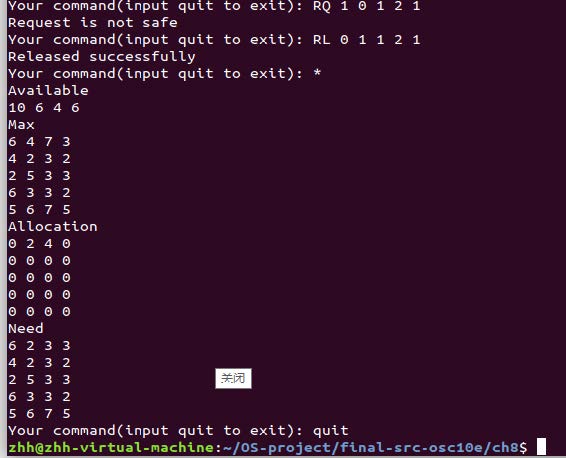 Your command(input quit to exit): RQ 1 0 1 2 1
Request is not safe
Your command(input quit to exit): RL 0 1 1 2 1
Released successfully
Your command(input quit to exit): *
Available
10 6 4 6
Max
6 4 7 3
4 2 3 2
2 5 3 3
6 3 3 2
5 6 7 5
Allocation
0 2 4 0
0 0 0 0
0 0 0 0
0 0 0 0
0 0 0 0
Need
6 2 3 3
4 2 3 2
2 5 3 3
6 3 3 2
5 6 7 5
关闭
Your command(input quit to exit): quit
zhh@zhh-virtual-machine:~/OS-project/final-src-osc10e/ch8$